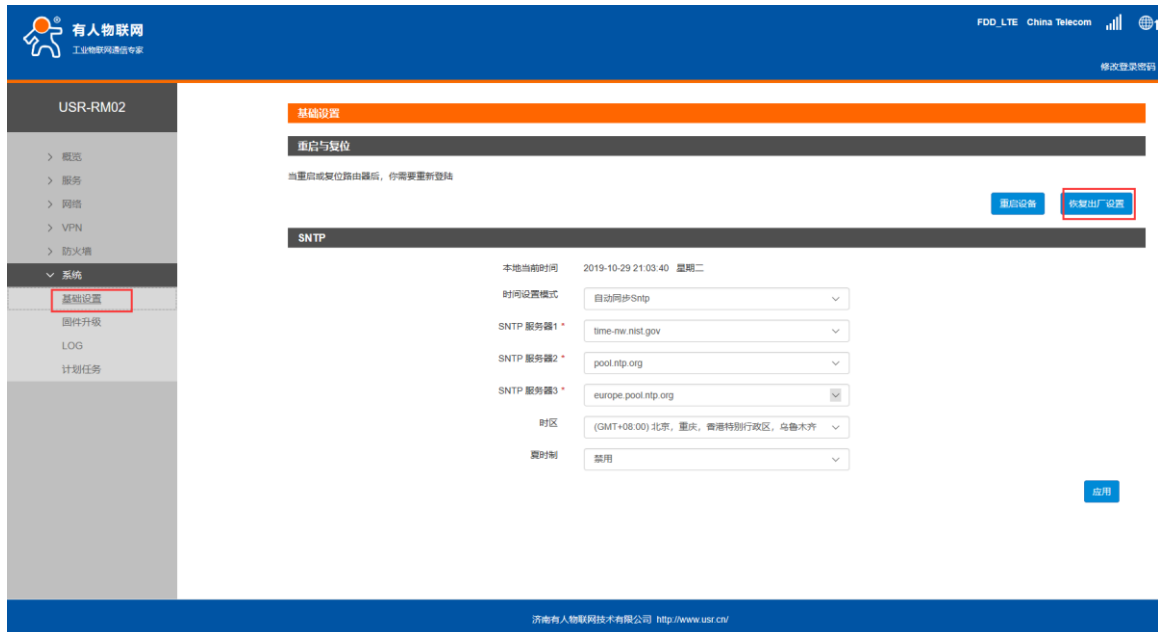 有人物联网
工业物联网通信专家
FDD_LTE China Telecom
修改登录密码
USR-RM02
概览
服务
网络
VPN
防火墙
系统
基础设置
固件升级
LOG
计划任务
基础设置
重启与复位
当重启或复位路由器后，你需要重新登陆
重启设备 恢复出厂设置
SNTP
本地当前时间 2019-10-29 21:03:40 星期二
时间设置模式 自动同步Sntp
SNTP 服务器1 * time-nw.nist.gov
SNTP 服务器2 * pool.ntp.org
SNTP 服务器3 * europe.pool.ntp.org
时区 (GMT+08:00) 北京，重庆，香港特别行政区，乌鲁木齐
夏时制 禁用
应用
济南有人物联网技术有限公司 http://www.usr.cn/